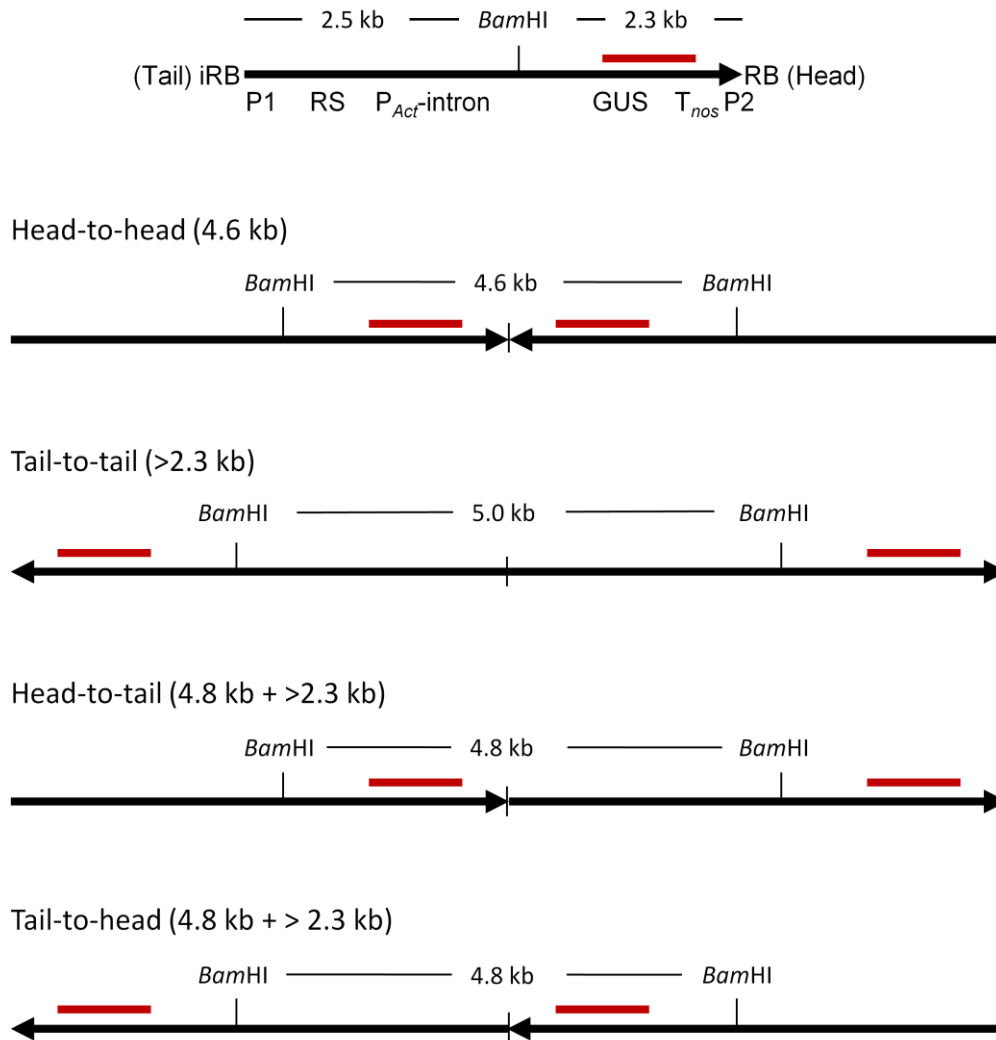 2.5 kb BamHI 2.3 kb
(Tail) iRB RB (Head)
P1 RS PAct-intron GUS Tnos P2
Head-to-head (4.6 kb)
BamHI 4.6 kb BamHI
Tail-to-tail (>2.3 kb)
BamHI 5.0 kb BamHI
Head-to-tail (4.8 kb + >2.3 kb)
BamHI 4.8 kb BamHI
Tail-to-head (4.8 kb + > 2.3 kb)
BamHI 4.8 kb BamHI